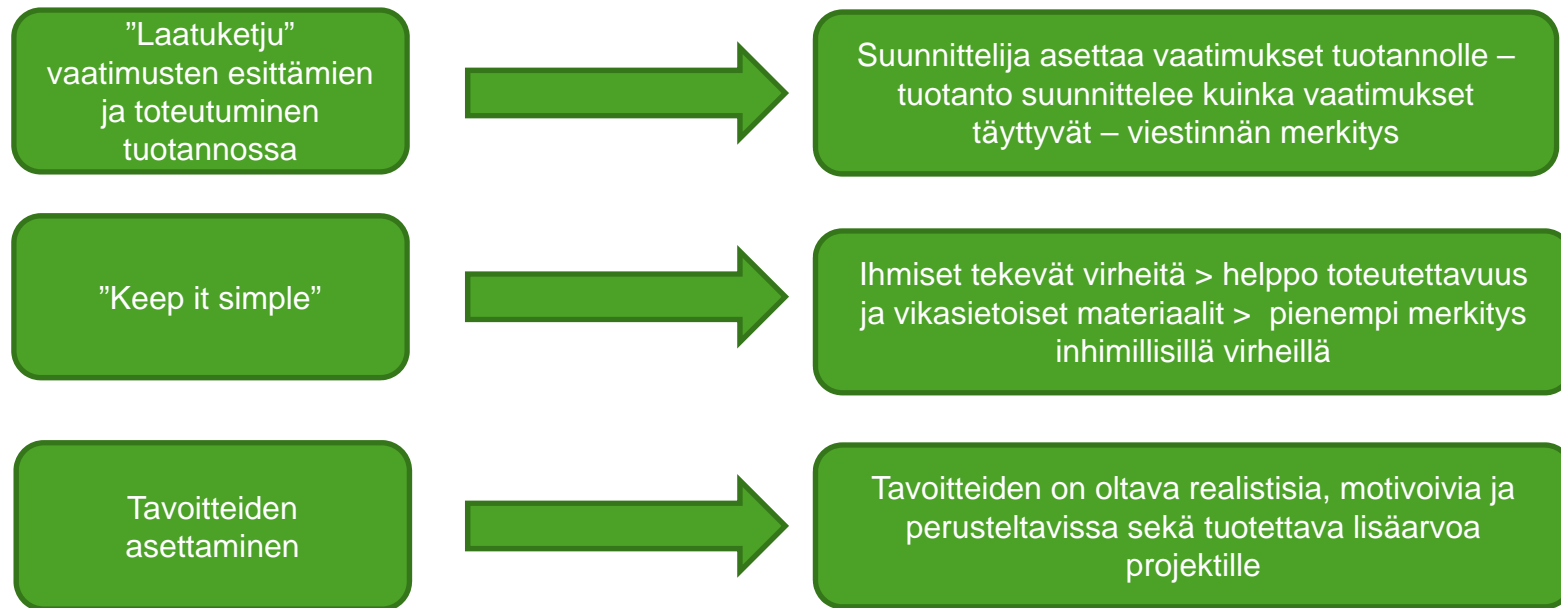 ”Laatuketju”
vaatimusten esittämien
ja toteutuminen
tuotannossa
Suunnittelija asettaa vaatimukset tuotannolle –
tuotanto suunnittelee kuinka vaatimukset
täyttyvät – viestinnän merkitys
”Keep it simple”
Ihmiset tekevät virheitä > helppo toteutettavuus
ja vikasietoiset materiaalit > pienempi merkitys
inhimillisillä virheillä
Tavoitteiden
asettaminen
Tavoitteiden on oltava realistisia, motivoivia ja
perusteltavissa sekä tuotettava lisäarvoa
projektille